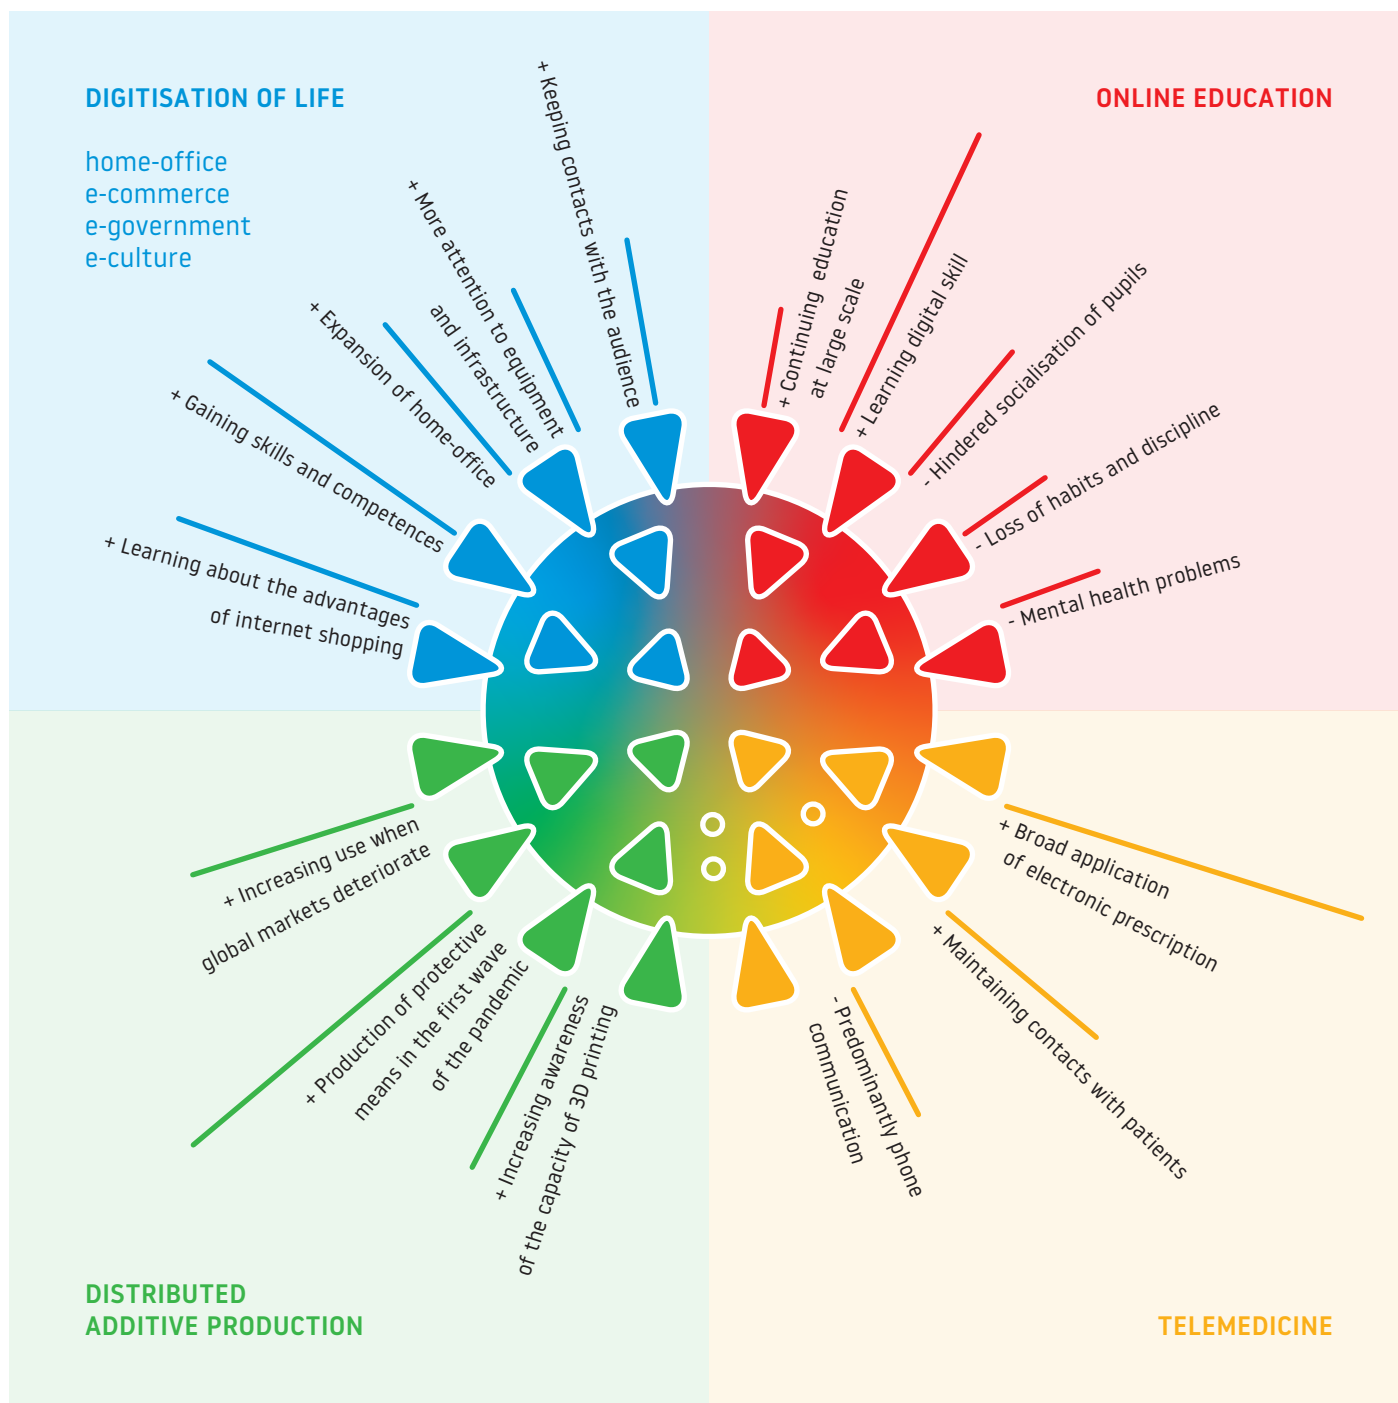 DIGITISATION OF LIFE
home-office
e-commerce
e-government
e-culture
+ Keeping contacts with the audience
+ More attention to equipment
and infrastructure
+ Expansion of home-office
+ Gaining skills and competences
+ Learning about the advantages
of internet shopping
ONLINE EDUCATION
+ Continuing education
at large scale
+ Learning digital skill
- Hindered socialisation of pupils
- Loss of habits and discipline
- Mental health problems
+ Increasing use when
global markets deteriorate
+ Production of protective
means in the first wave
of the pandemic
+ Increasing awareness
of the capacity of 3D printing
DISTRIBUTED
ADDITIVE PRODUCTION
+ Broad application
of electronic prescription
+ Maintaining contacts with patients
- Predominantly phone
communication
TELEMEDICINE